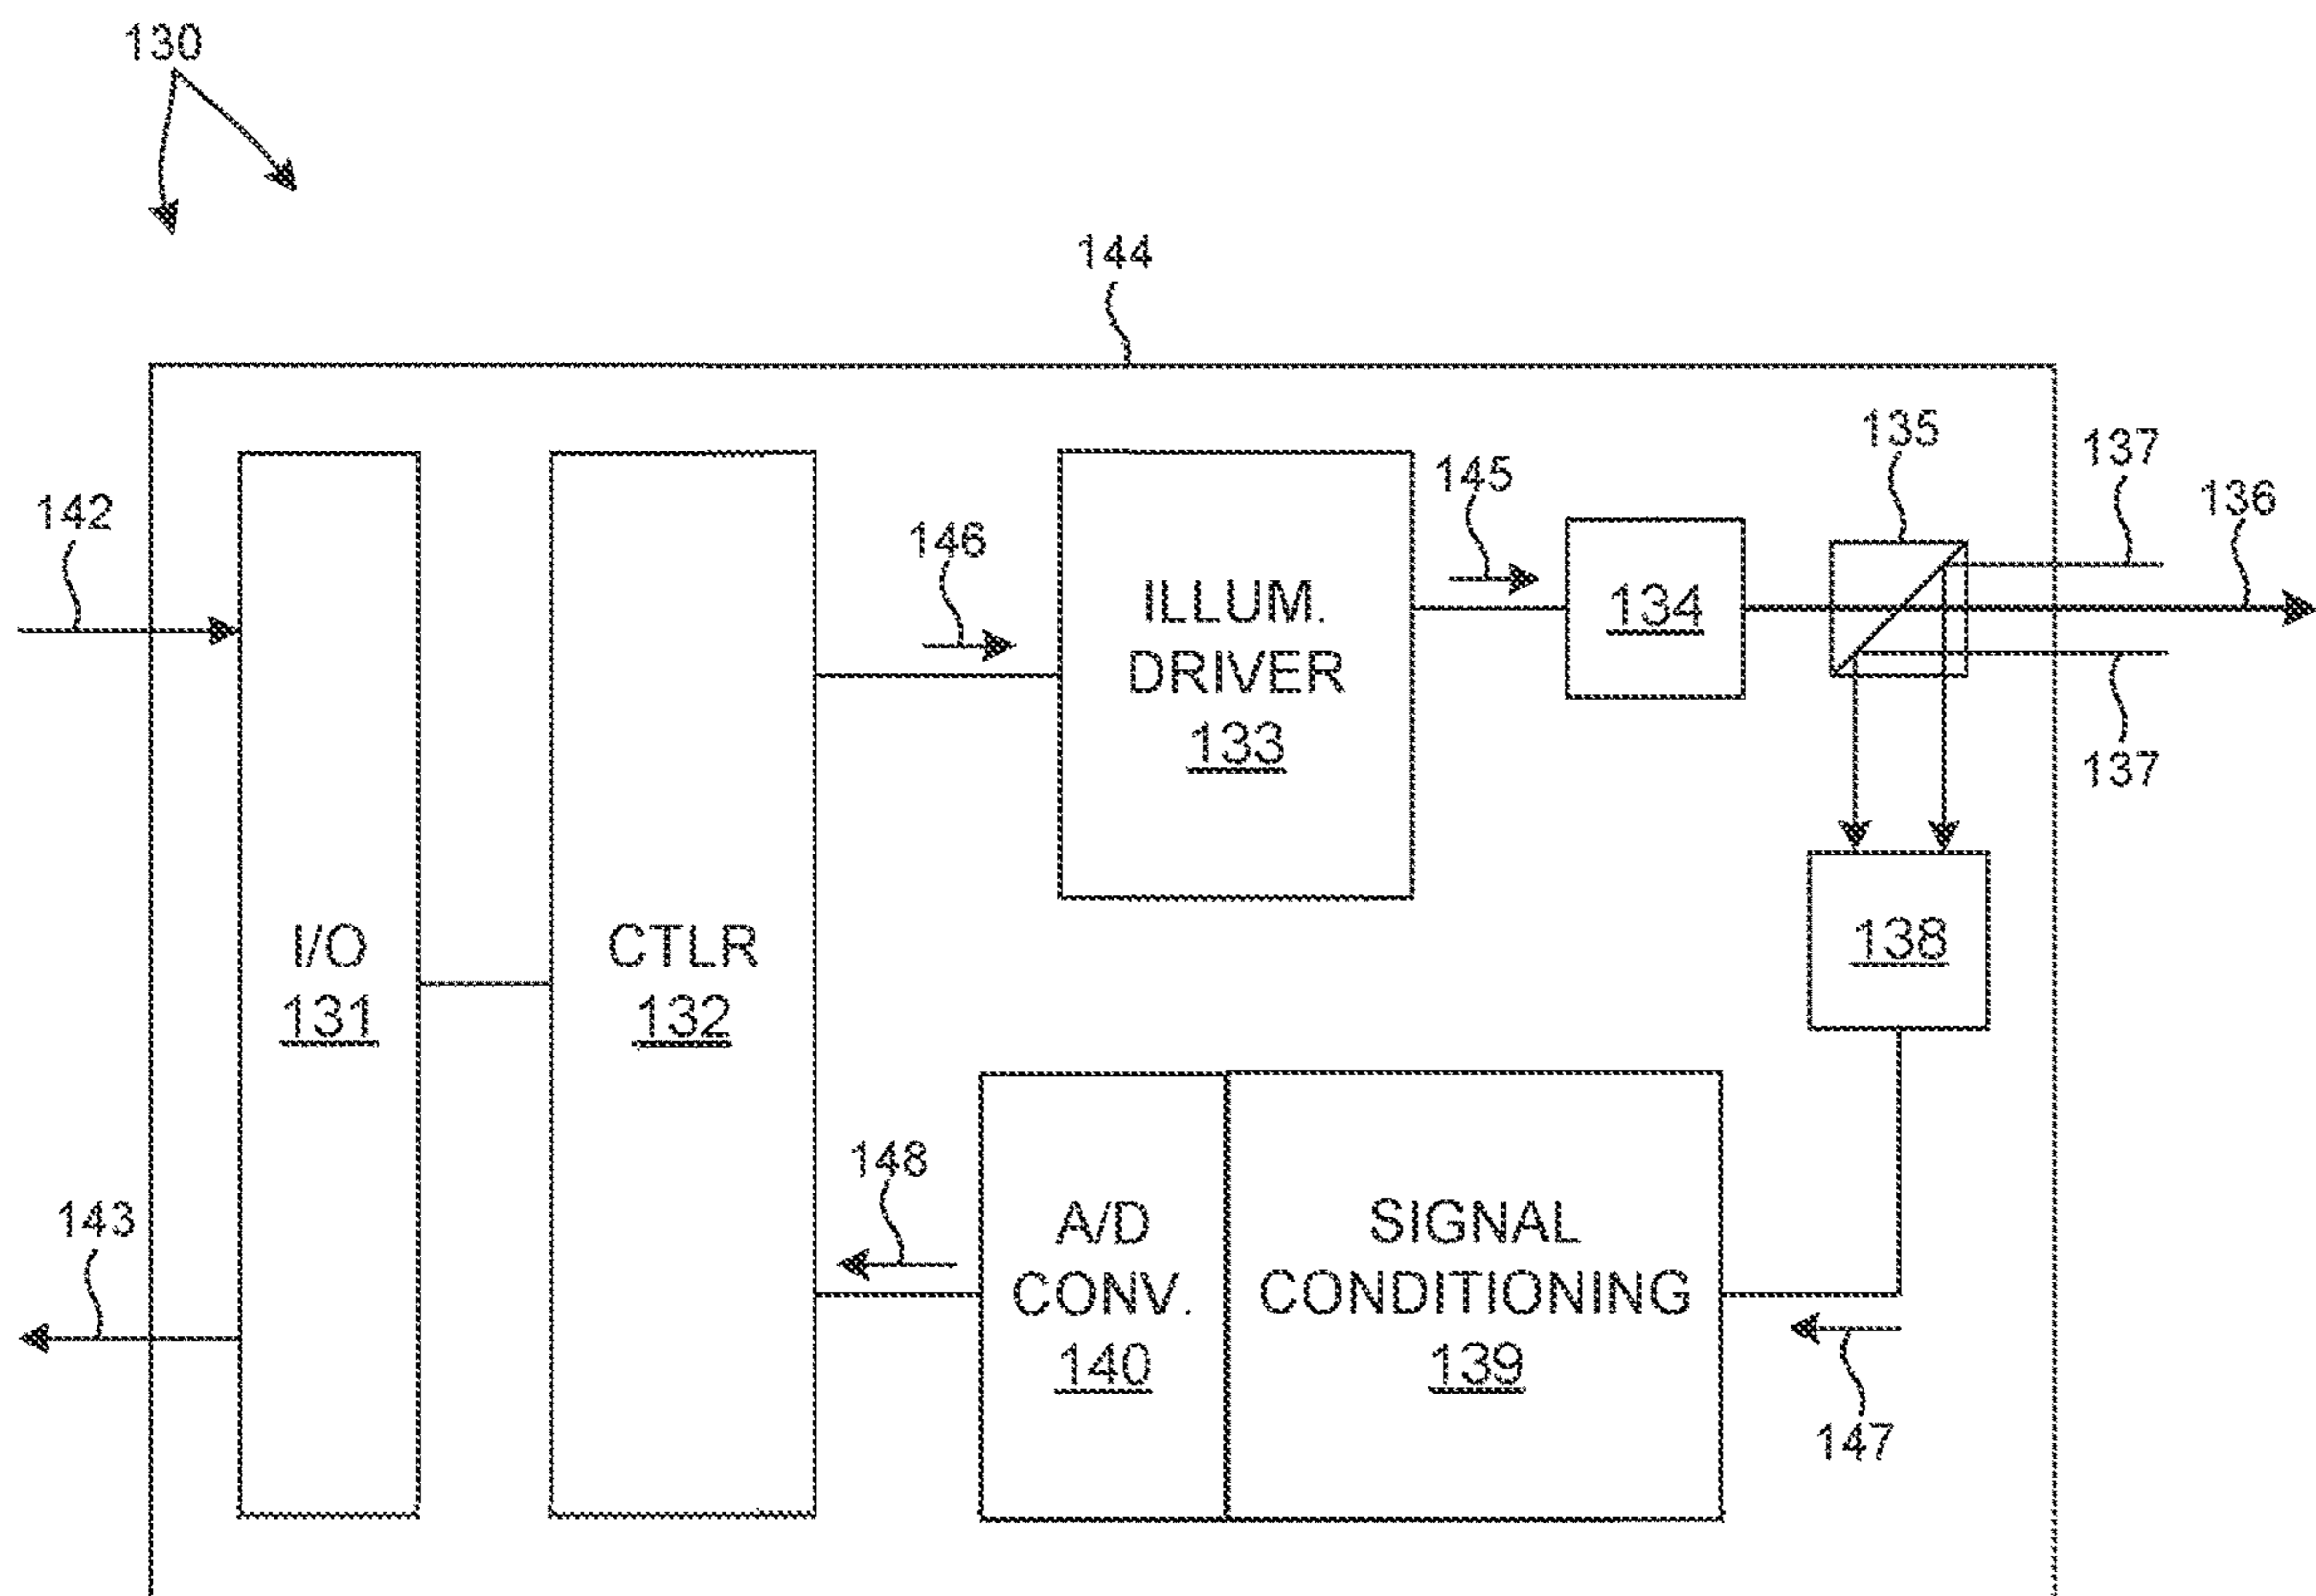 130
144
135
137
136
142
145
146
ILLUM.
DRIVER
133
134
137
I/O
131
CTLR
132
138
148
143
A/D
CONV.
140
SIGNAL
CONDITIONING
139
147